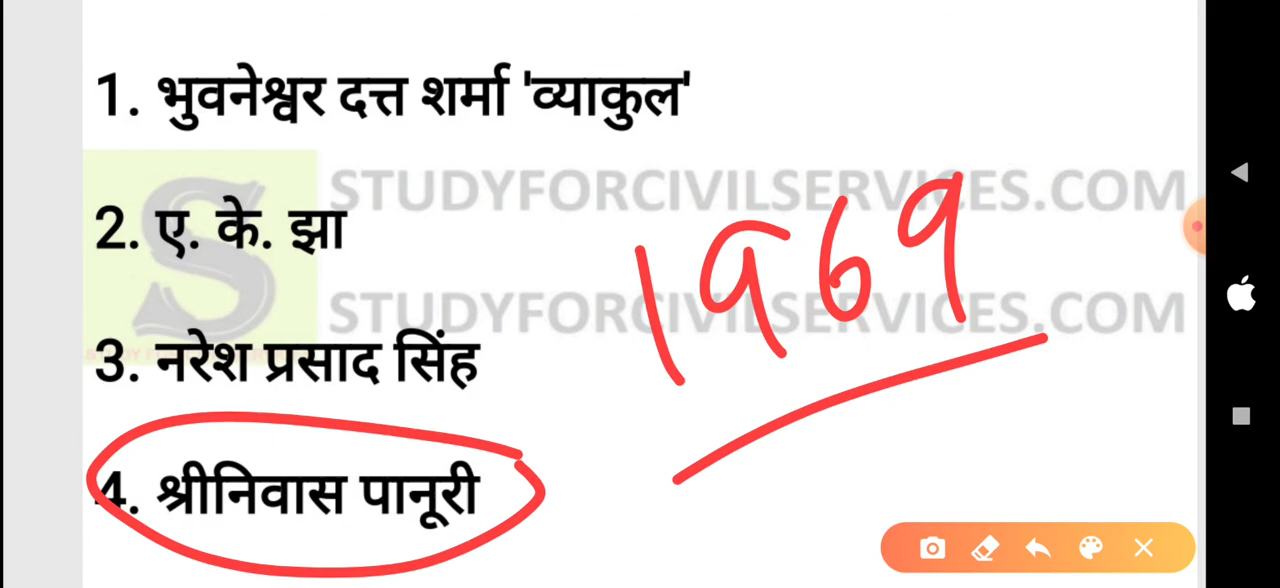 1. भुवनेश्वर दत्त शर्मा 'व्याकुल'
STUDYFORCIVILSERVICES.COM
2. ए. के. झा
1969
STUDYFORCIVILSERVICES.COM
3. नरेश प्रसाद सिंह
4. श्रीनिवास पानूरी